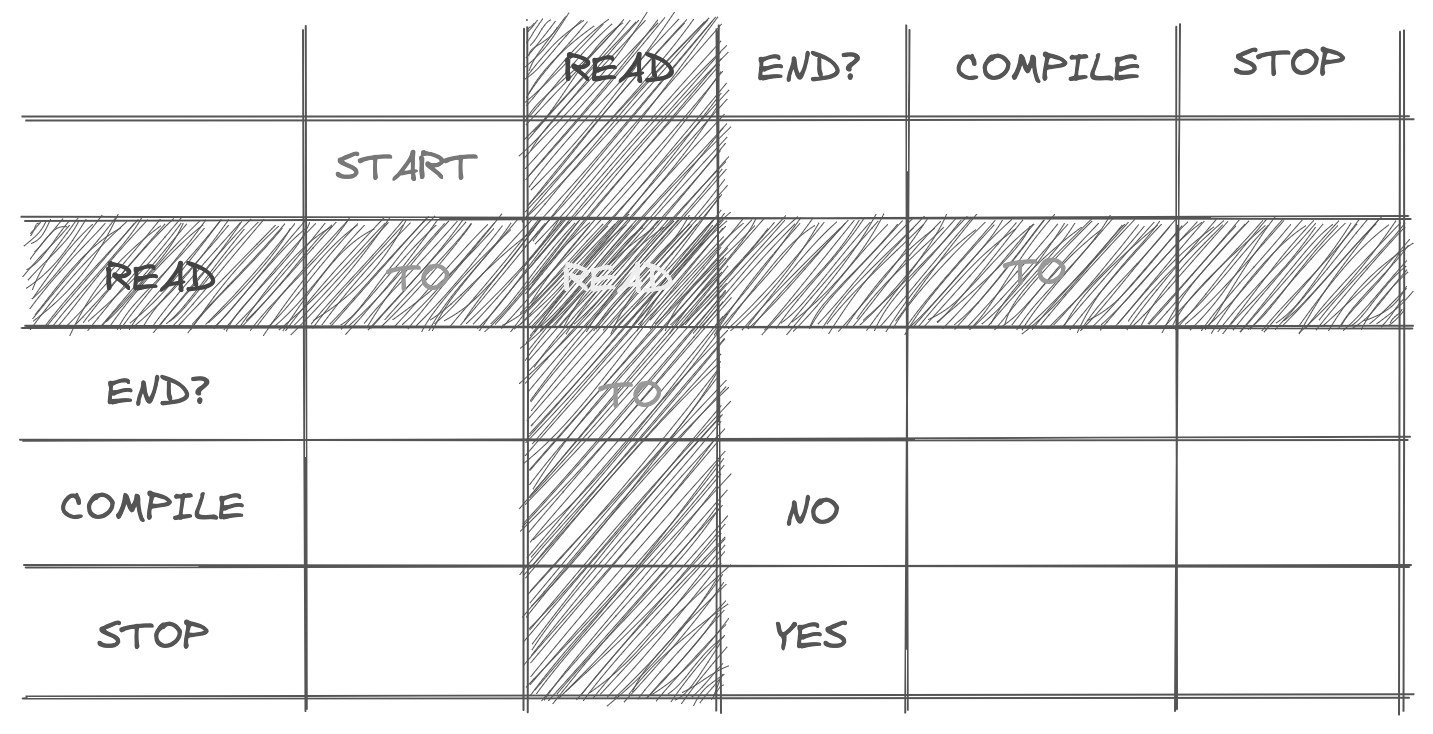 READ END? COMPILE STOP
START
READ TO READ TO
END? TO
COMPILE NO
STOP YES